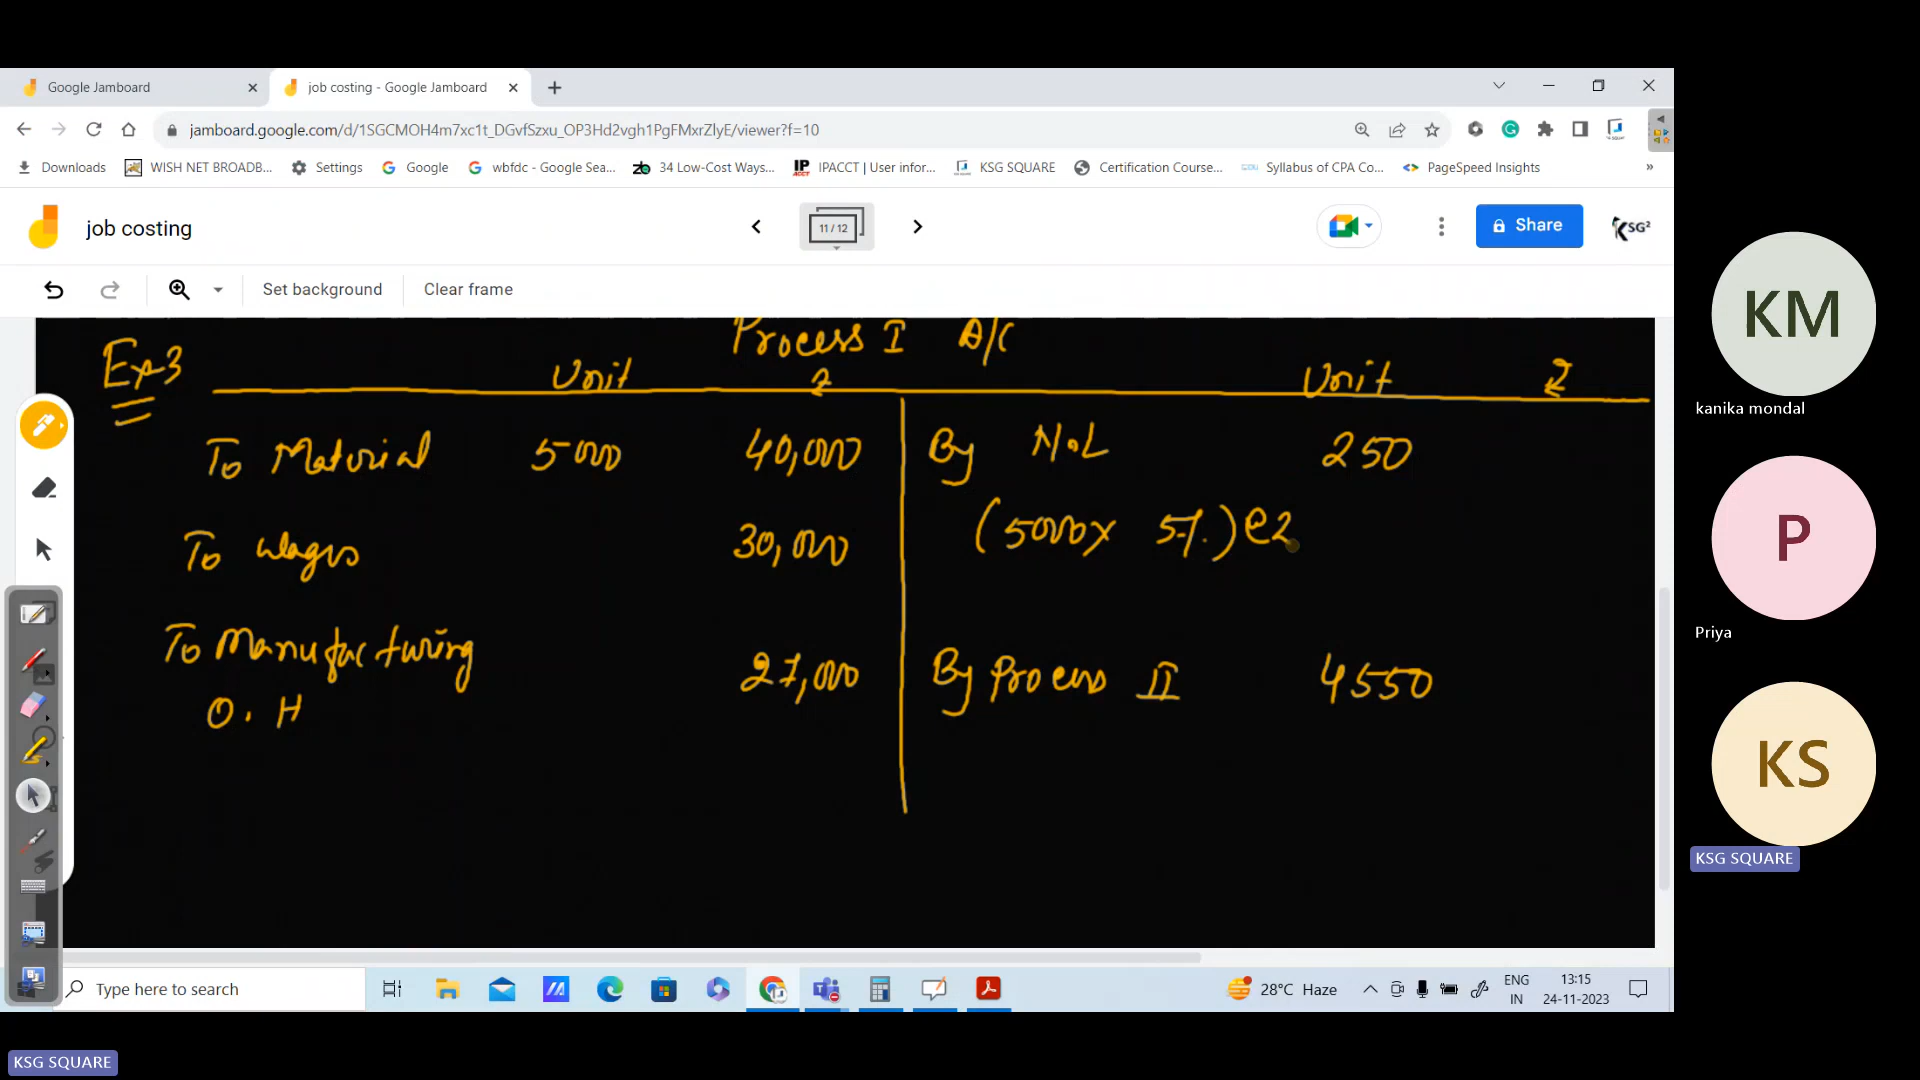 Google Jamboard
job costing - Google Jamboard
jamboard.google.com/d/1SGCMOH4m7xc1t_DGvfSzxu_OP3Hd2vgh1PgFMxrZlyE/viewer?f=10
Downloads WISH NET BROADB... Settings Google wbfdc - Google Sea... 34 Low-Cost Ways... IPACCT | User infor... KSG SQUARE Certification Course... Syllabus of CPA Co... PageSpeed Insights »
job costing
11 / 12
Share
KSG²
Set background Clear frame
Process I A/C
Ex-3
Unit ₹ Unit ₹
To Material 5000 40,000 By N.L 250
To Wages 30,000 (5000 x 5%) @2
To Manufacturing 27,000 By Process II 4550
O. H
KM
kanika mondal
P
Priya
KS
KSG SQUARE
Type here to search
28°C Haze
ENG
IN
13:15
24-11-2023
KSG SQUARE